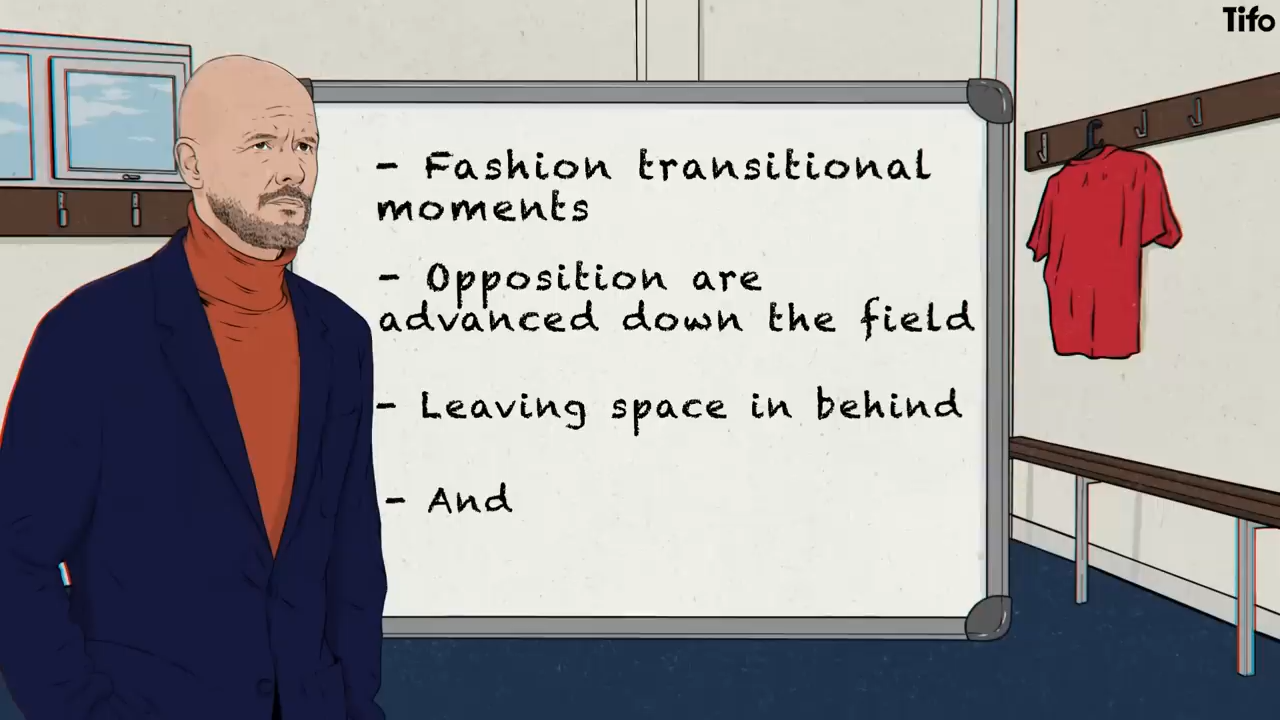 Tifo
- Fashion transitional
moments
- Opposition are
advanced down the field
- Leaving space in behind
- And